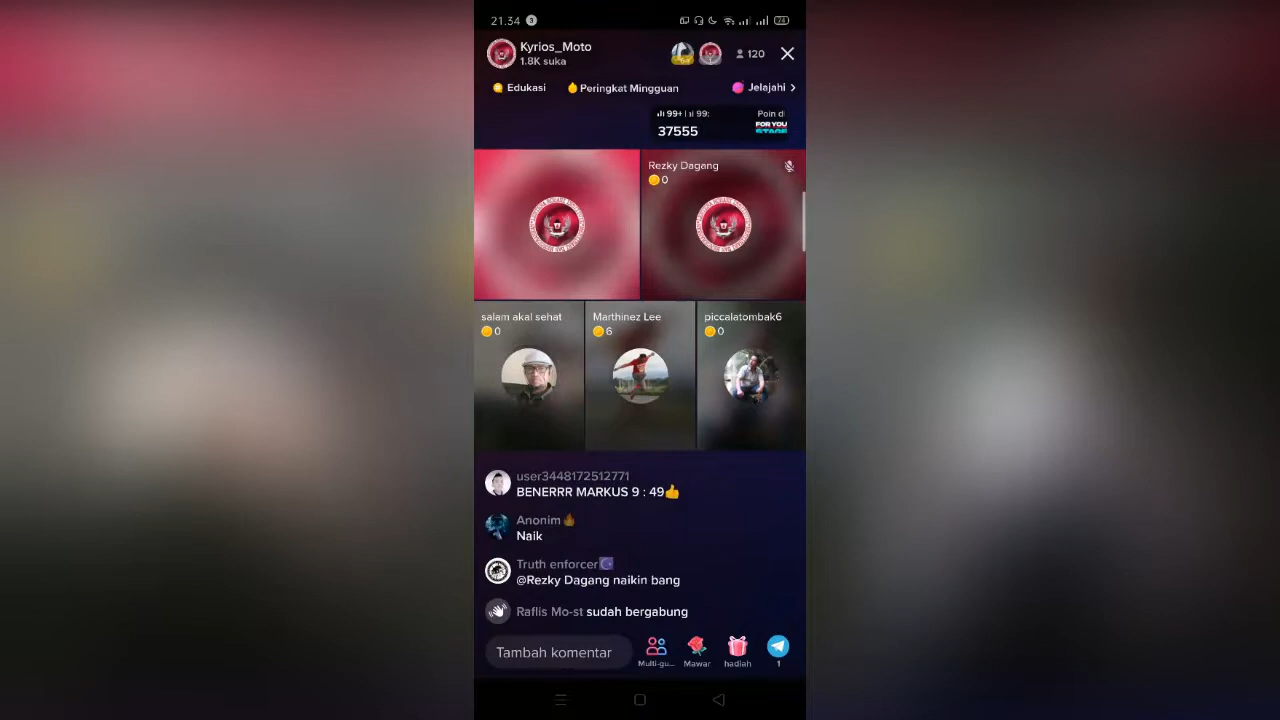 21.34
Kyrios_Moto
1.8K suka
120
Edukasi
Peringkat Mingguan
Jelajahi
99+ | 99:
Poin di
37555
FOR YOU
STAGE
Rezky Dagang
0
salam akal sehat
0
Marthinez Lee
6
piccalatombak6
0
user3448172512771
BENERRR MARKUS 9 : 49👍
Anonim🔥
Naik
Truth enforcer☪️
@Rezky Dagang naikin bang
Raflis Mo-st sudah bergabung
Tambah komentar
Multi-gu...
Mawar
hadiah
1